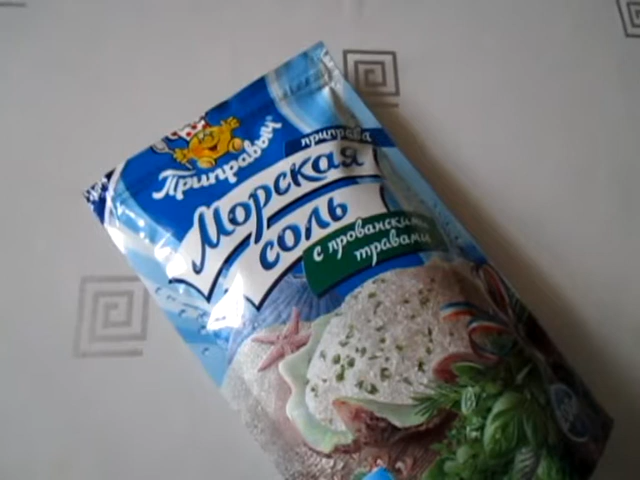 Приправыч
приправа
Морская
соль
с прованскими
травами